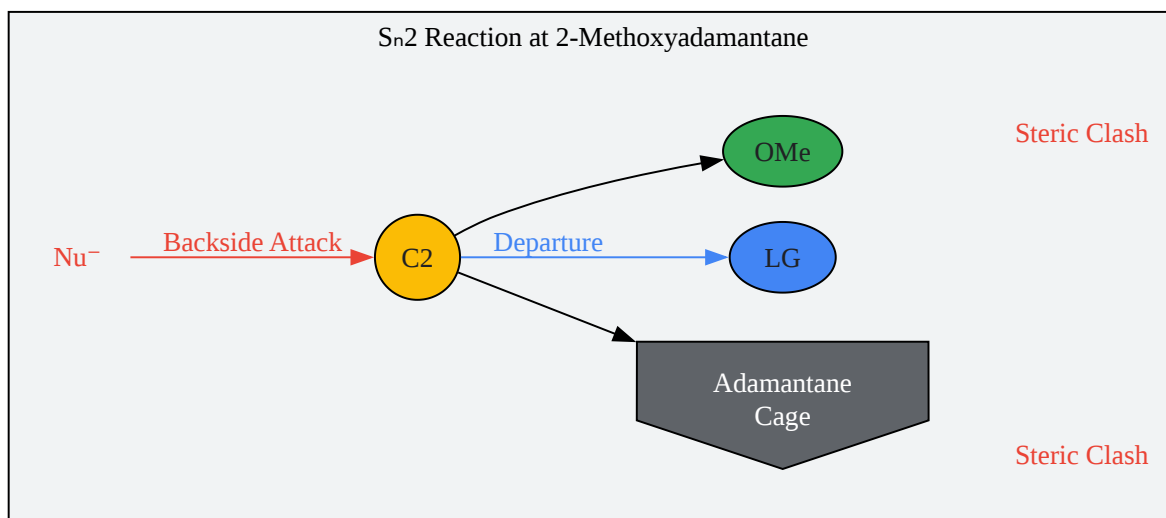 Sₙ2 Reaction at 2-Methoxyadamantane
Steric Clash
OMe
Nu⁻
Backside Attack
C2
Departure
LG
Adamantane
Cage
Steric Clash